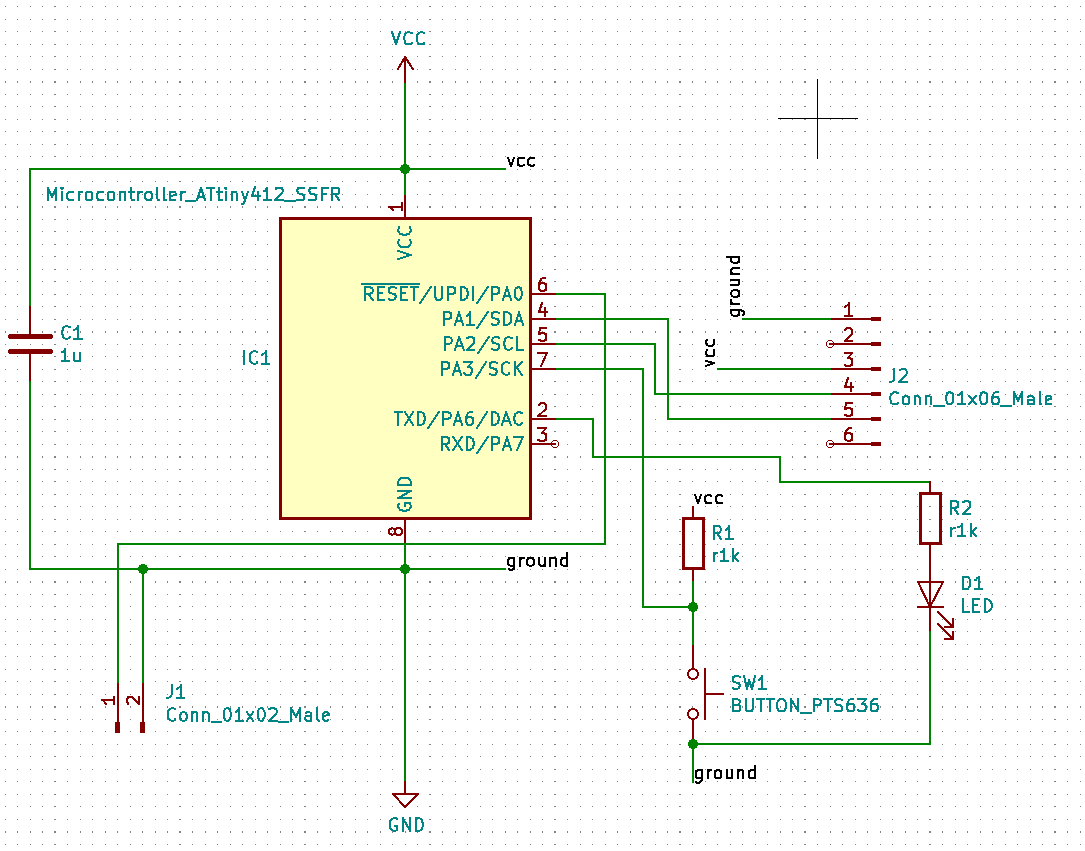 VCC
vcc
Microcontroller_ATtiny412_SSFR
1
VCC
RESET/UPDI/PA0
6
PA1/SDA
4
PA2/SCL
5
PA3/SCK
7
TXD/PA6/DAC
2
RXD/PA7
3
GND
8
IC1
C1
1u
ground
vcc
1
2
3
4
5
6
J2
Conn_01x06_Male
vcc
R1
r1k
R2
r1k
D1
LED
ground
1
2
J1
Conn_01x02_Male
SW1
BUTTON_PTS636
ground
GND